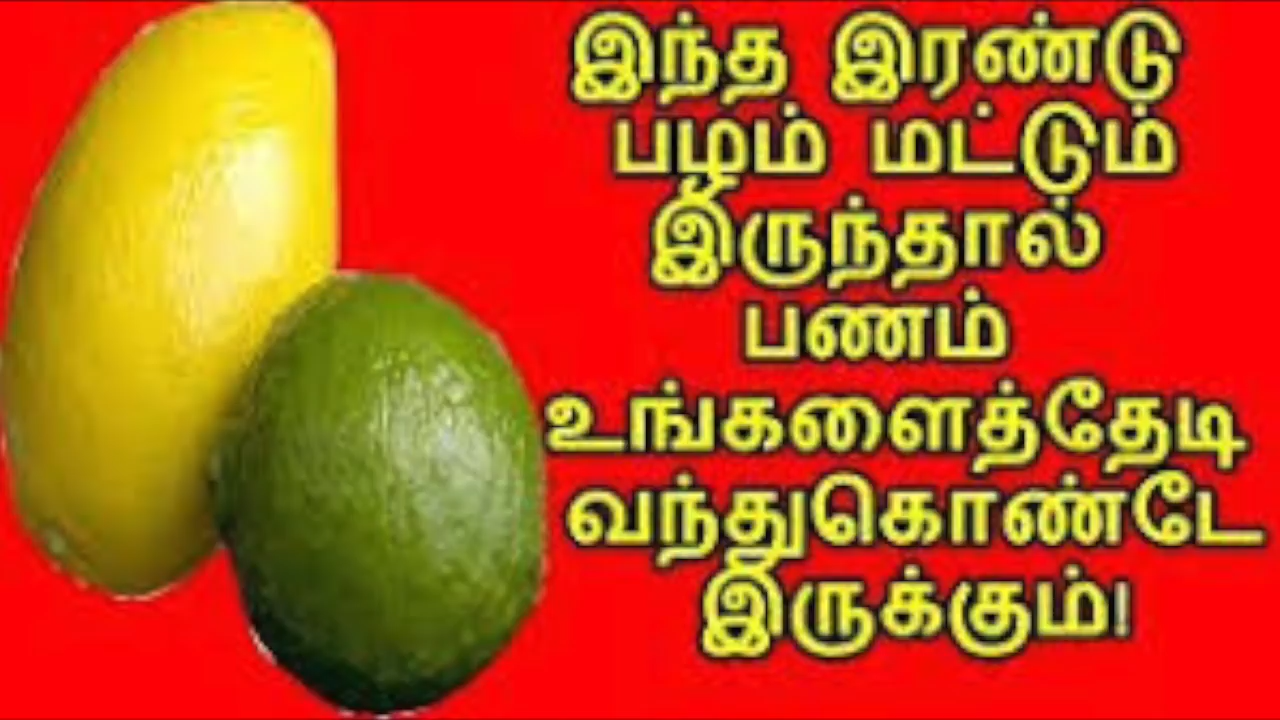 இந்த இரண்டு
பழம் மட்டும்
இருந்தால்
பணம்
உங்களைத்தேடி
வந்துகொண்டே
இருக்கும்!